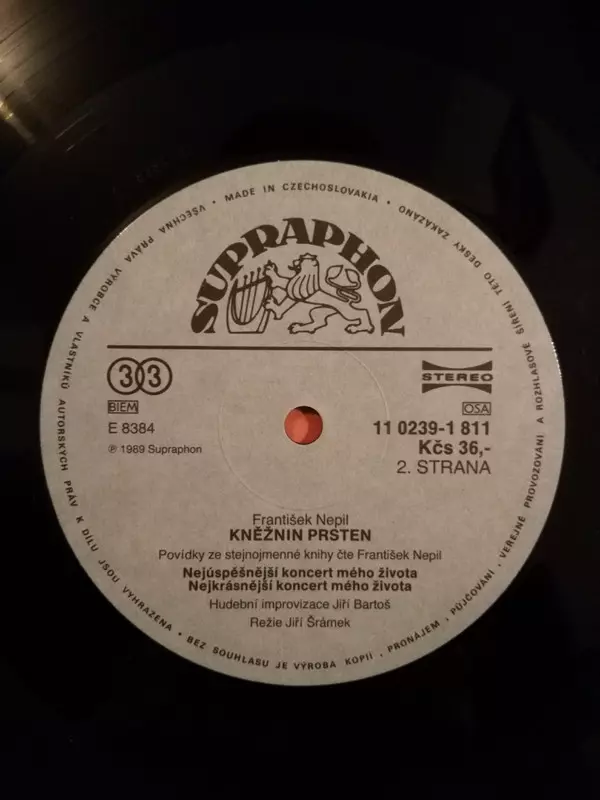 VŠECHNA PRÁVA VÝROBCE A VLASTNÍKŮ AUTORSKÝCH PRÁV K DÍLU JSOU VYHRAZENA • BEZ SOUHLASU JE VÝROBA KOPIÍ • PRONÁJEM, PŮJČOVÁNÍ • VEŘEJNÉ PROVOZOVÁNÍ A ROZHLASOVÉ ŠÍŘENÍ TÉTO DESKY ZAKÁZÁNO
• MADE IN CZECHOSLOVAKIA •
SUPRAPHON
33
STEREO
BIEM
OSA
E 8384
11 0239-1 811
℗ 1989 Supraphon
Kčs 36,-
2. STRANA
František Nepil
KNĚŽNIN PRSTEN
Povídky ze stejnojmenné knihy čte František Nepil
Nejúspěšnější koncert mého života
Nejkrásnější koncert mého života
Hudební improvizace Jiří Bartoš
Režie Jiří Šrámek